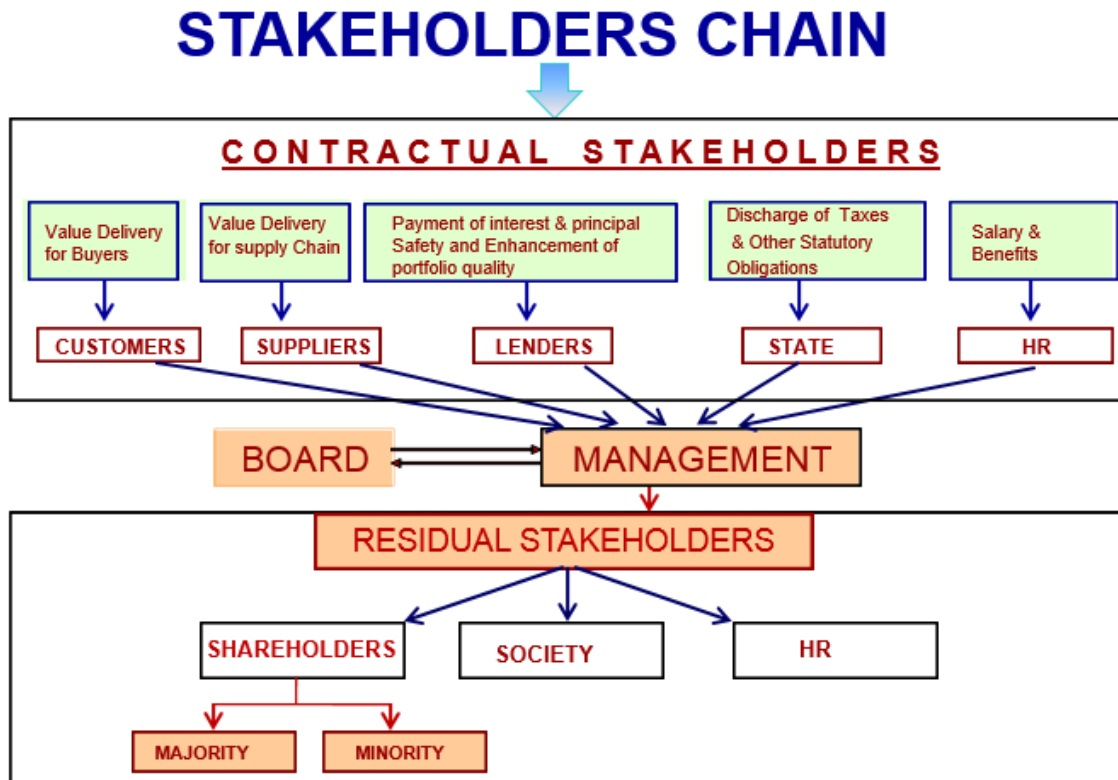 STAKEHOLDERS CHAIN
CONTRACTUAL STAKEHOLDERS
Value Delivery
for Buyers
Value Delivery
for supply Chain
Payment of interest & principal
Safety and Enhancement of
portfolio quality
Discharge of Taxes
& Other Statutory
Obligations
Salary &
Benefits
CUSTOMERS
SUPPLIERS
LENDERS
STATE
HR
BOARD
MANAGEMENT
RESIDUAL STAKEHOLDERS
SHAREHOLDERS
SOCIETY
HR
MAJORITY
MINORITY